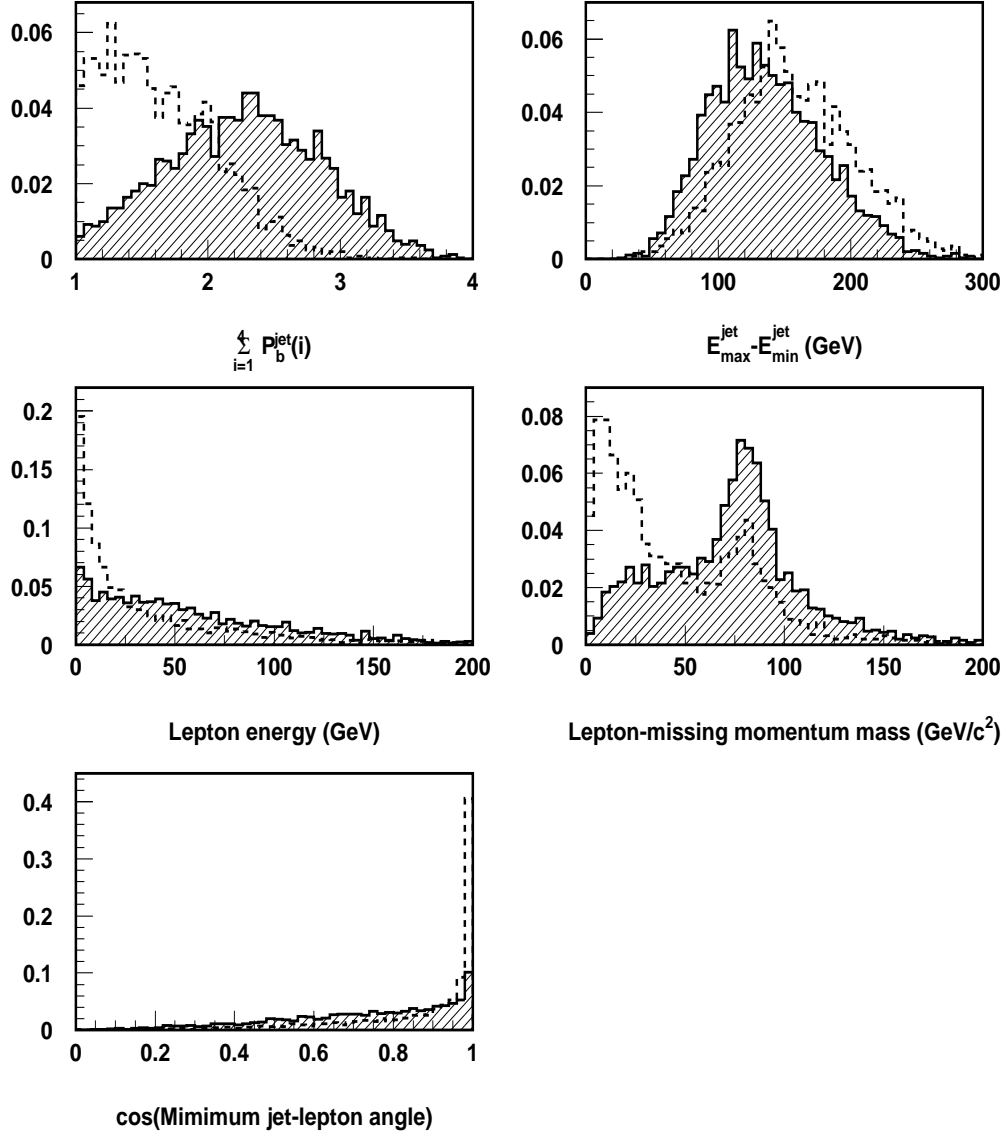 0.06
0.04
0.02
0
1 2 3 4
4
Σ P_b^jet(i)
i=1
0.06
0.04
0.02
0
0 100 200 300
E_max^jet-E_min^jet (GeV)
0.2
0.15
0.1
0.05
0
0 50 100 150 200
Lepton energy (GeV)
0.08
0.06
0.04
0.02
0
0 50 100 150 200
Lepton-missing momentum mass (GeV/c²)
0.4
0.3
0.2
0.1
0
0 0.2 0.4 0.6 0.8 1
cos(Mimimum jet-lepton angle)